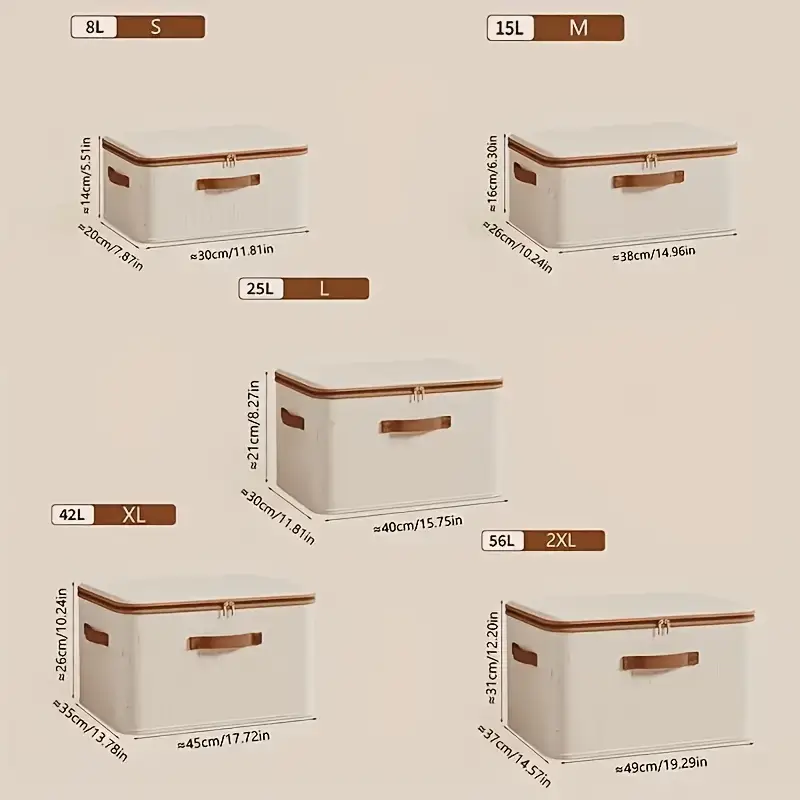 8L S
≈14cm/5.51in
≈20cm/7.87in
≈30cm/11.81in
15L M
≈16cm/6.30in
≈26cm/10.24in
≈38cm/14.96in
25L L
≈21cm/8.27in
≈30cm/11.81in
≈40cm/15.75in
42L XL
≈26cm/10.24in
≈35cm/13.78in
≈45cm/17.72in
56L 2XL
≈31cm/12.20in
≈37cm/14.57in
≈49cm/19.29in